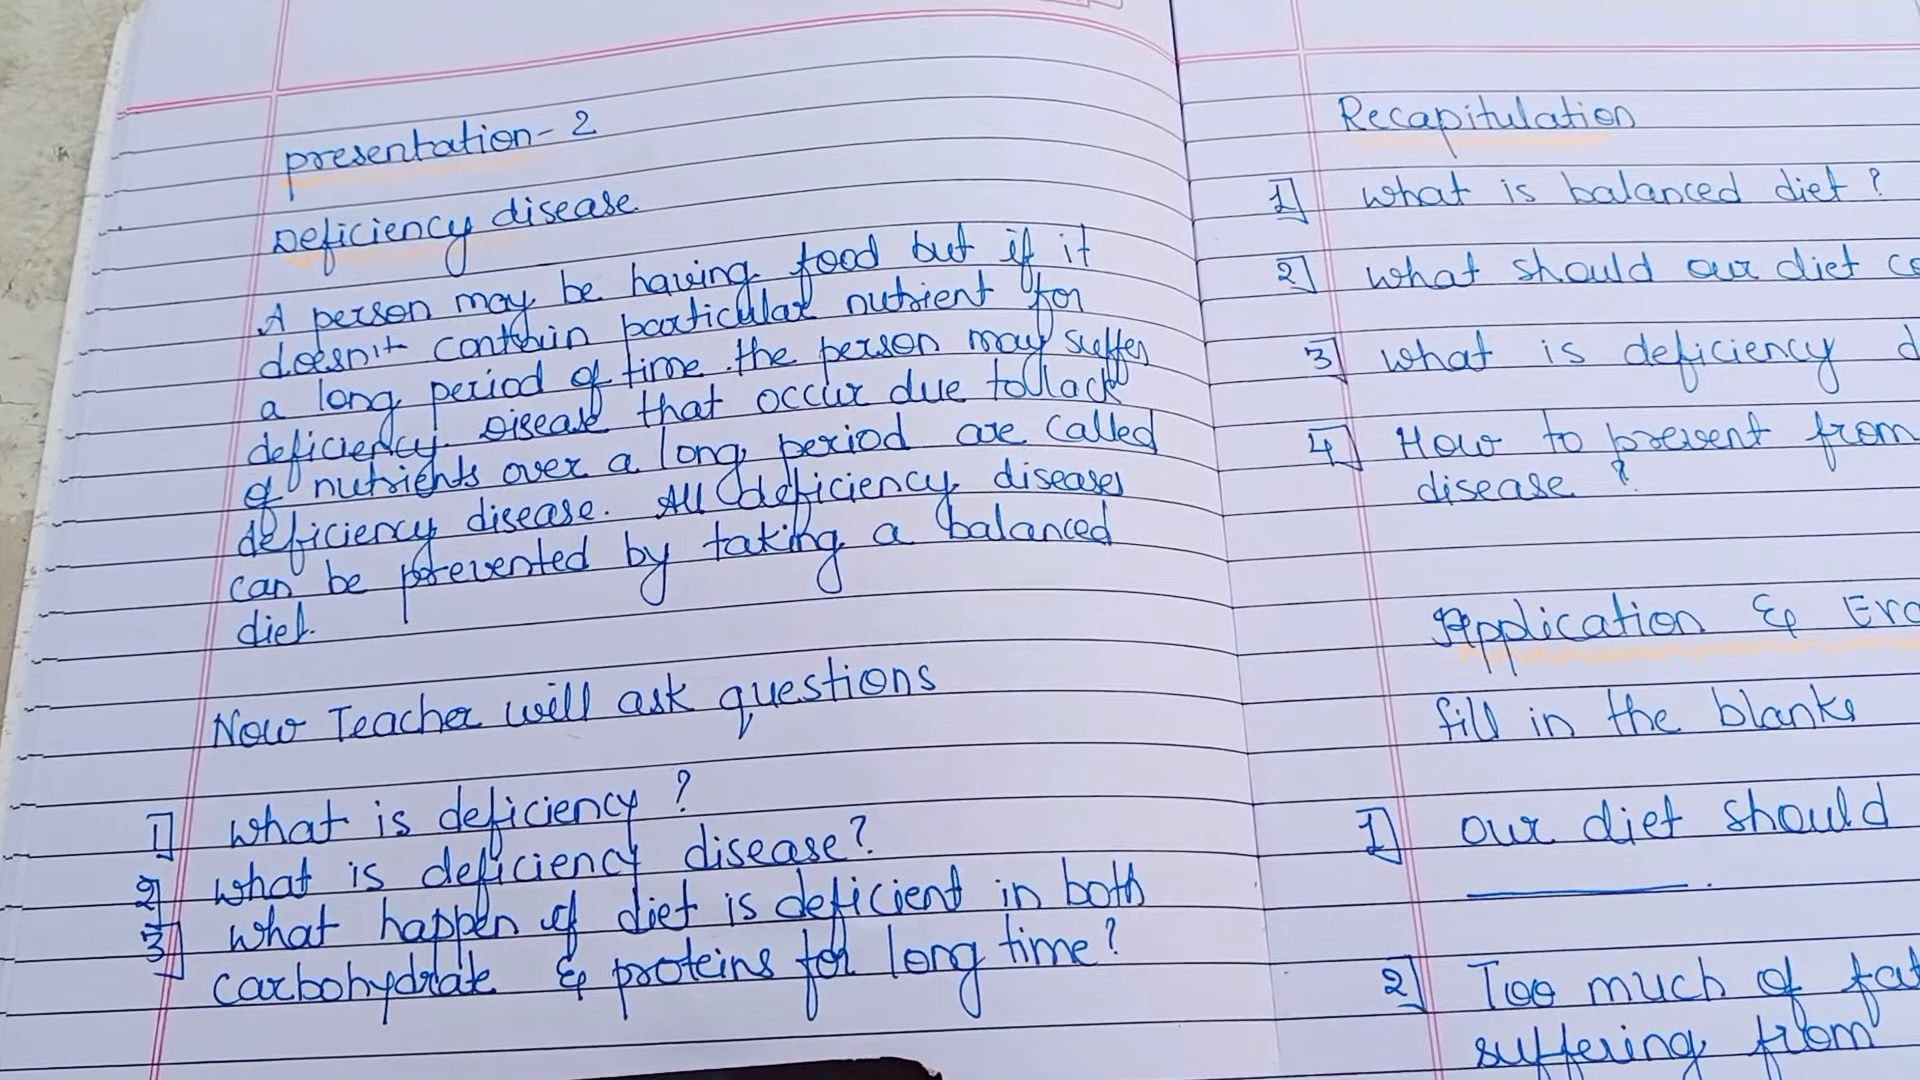 presentation - 2
Deficiency disease
A person may be having food but if it
doesn't contain particular nutrient for
a long period of time the person may suffer
deficiency. Disease that occur due to lack
of nutrients over a long period are called
deficiency disease. All deficiency diseases
can be prevented by taking a balanced
diet.
Now Teacher will ask questions
1] what is deficiency ?
2] what is deficiency disease?
3] what happen if diet is deficient in both
carbohydrate & proteins for long time?
Recapitulation
1] what is balanced diet ?
2] what should our diet co
3] what is deficiency d
4] How to prevent from
disease ?
Application & Eva
fill in the blanks
1] our diet should
________ .
2] Too much of fat
suffering from